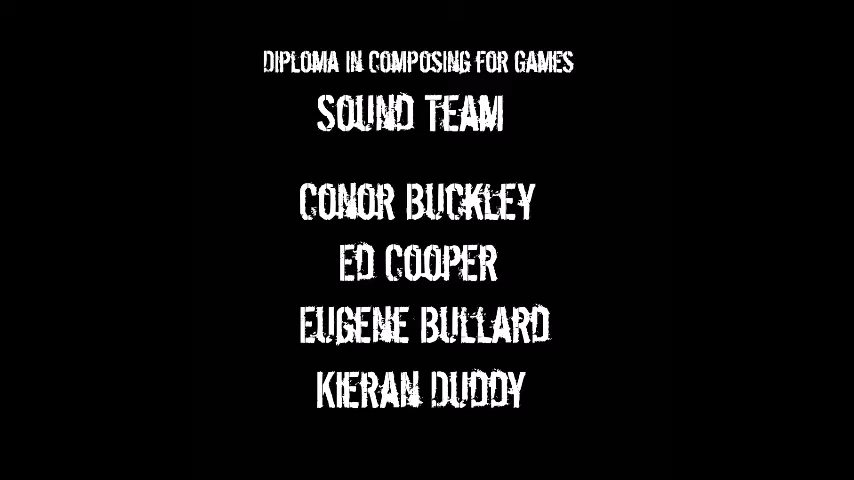 DIPLOMA IN COMPOSING FOR GAMES
SOUND TEAM
CONOR BUCKLEY
ED COOPER
EUGENE BULLARD
KIERAN DUDDY